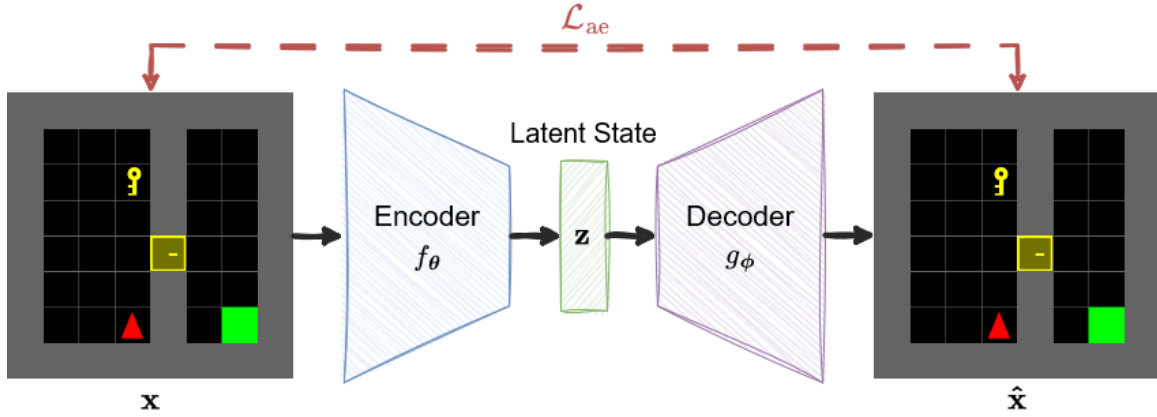 𝓛ae
Latent State
Encoder
f𝜽
z
Decoder
g𝝓
x
x̂